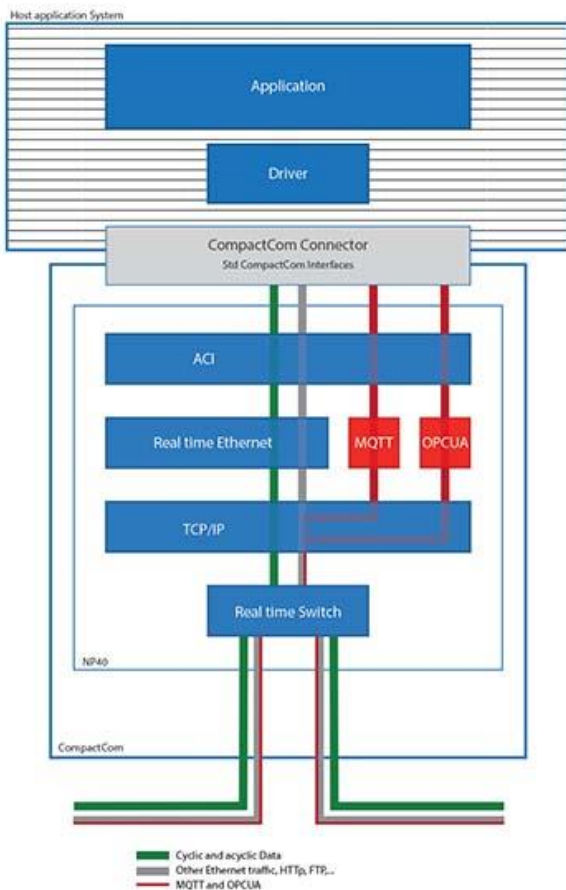 Host application System
Application
Driver
CompactCom Connector
Std CompactCom Interfaces
ACI
Real time Ethernet
MQTT
OPCUA
TCP/IP
Real time Switch
NP40
CompactCom
Cyclic and acyclic Data
Other Ethernet traffic, HTTp, FTP,...
MQTT and OPCUA